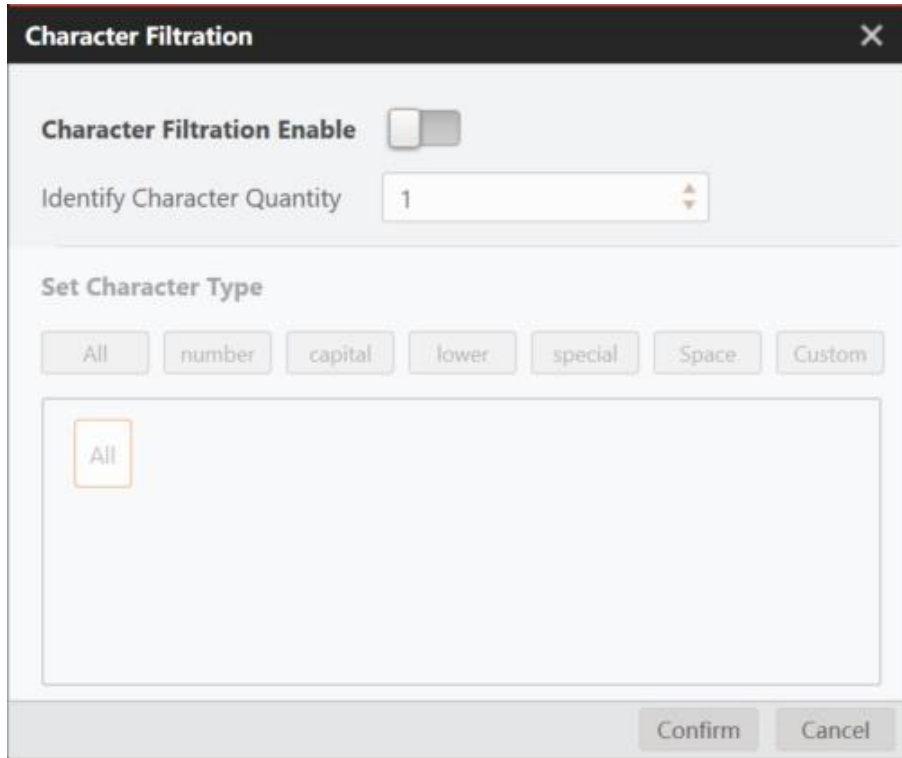 Character Filtration
Character Filtration Enable
Identify Character Quantity 1
Set Character Type
All number capital lower special Space Custom
All
Confirm Cancel